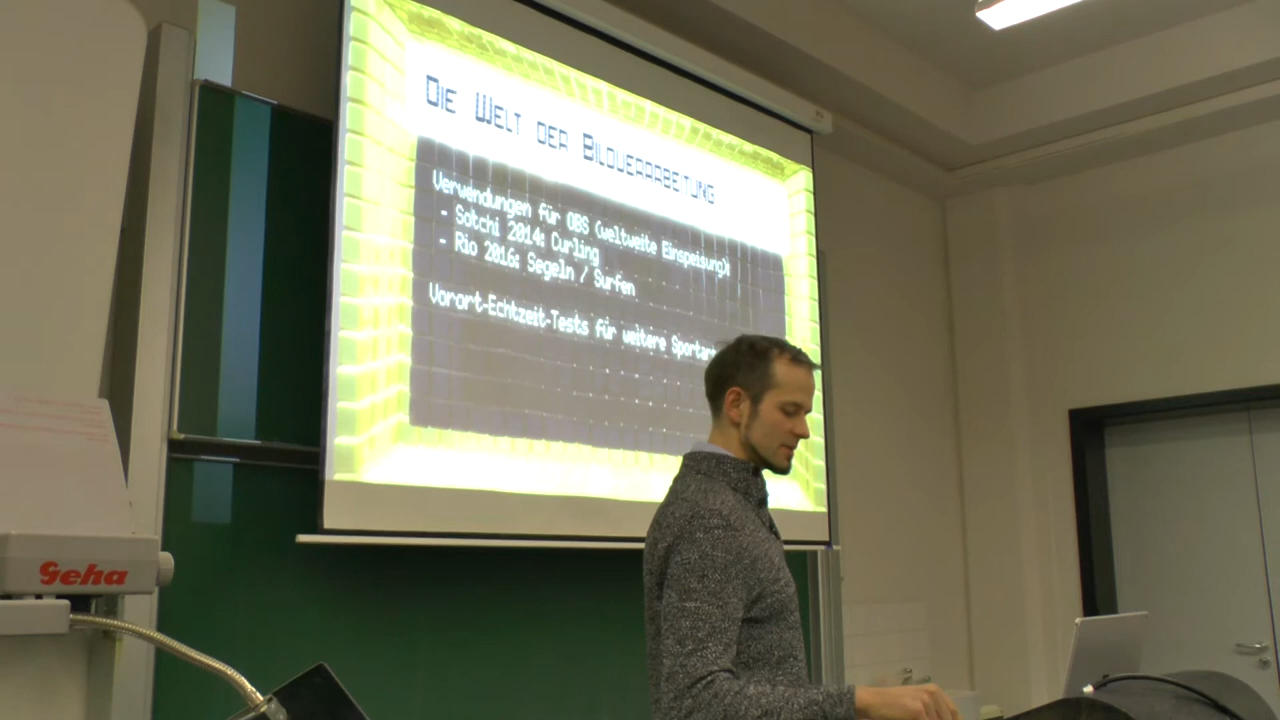 Die Welt der Bildverarbeitung
Verwendungen für OBS (weltweite Einspeisung)
- Sotchi 2014: Curling
- Rio 2016: Segeln / Surfen
Vorort-Echtzeit-Tests für weitere
Geha